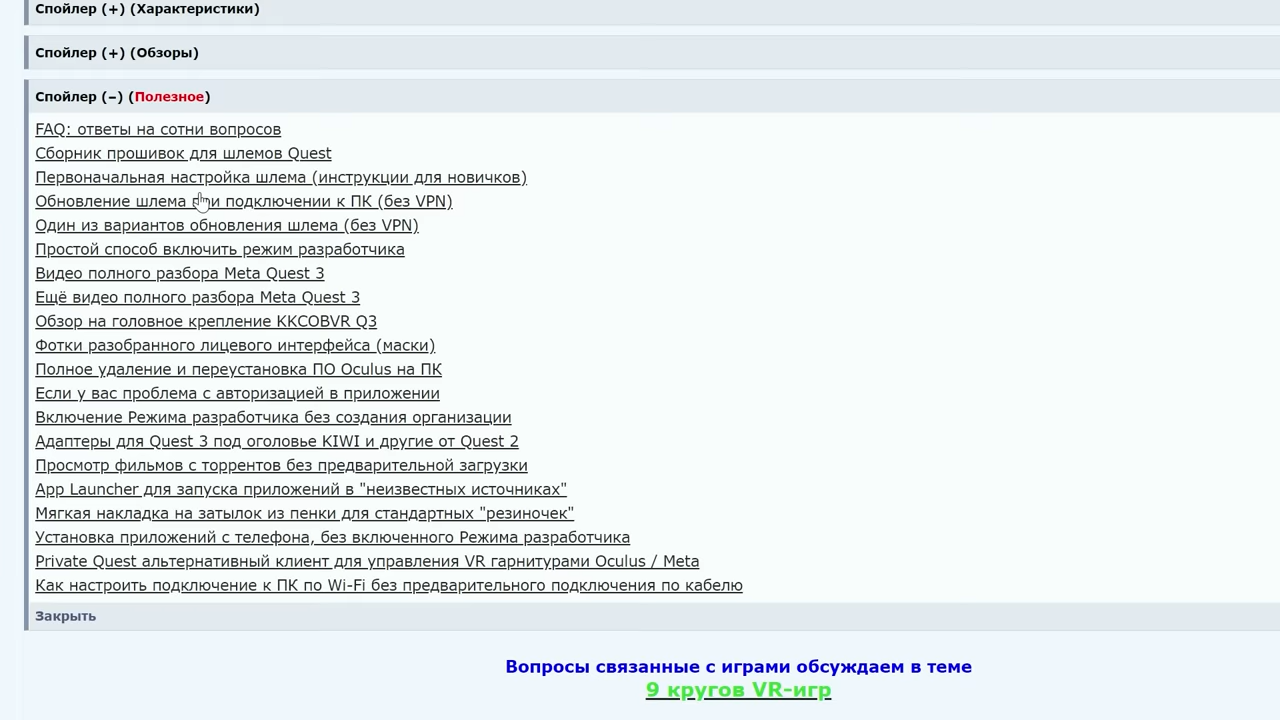 Спойлер (+) (Характеристики)
Спойлер (+) (Обзоры)
Спойлер (–) (Полезное)
FAQ: ответы на сотни вопросов
Сборник прошивок для шлемов Quest
Первоначальная настройка шлема (инструкции для новичков)
Обновление шлема при подключении к ПК (без VPN)
Один из вариантов обновления шлема (без VPN)
Простой способ включить режим разработчика
Видео полного разбора Meta Quest 3
Ещё видео полного разбора Meta Quest 3
Обзор на головное крепление KKCOBVR Q3
Фотки разобранного лицевого интерфейса (маски)
Полное удаление и переустановка ПО Oculus на ПК
Если у вас проблема с авторизацией в приложении
Включение Режима разработчика без создания организации
Адаптеры для Quest 3 под оголовье KIWI и другие от Quest 2
Просмотр фильмов с торрентов без предварительной загрузки
App Launcher для запуска приложений в "неизвестных источниках"
Мягкая накладка на затылок из пенки для стандартных "резиночек"
Установка приложений с телефона, без включенного Режима разработчика
Private Quest альтернативный клиент для управления VR гарнитурами Oculus / Meta
Как настроить подключение к ПК по Wi-Fi без предварительного подключения по кабелю
Закрыть
Вопросы связанные с играми обсуждаем в теме
9 кругов VR-игр